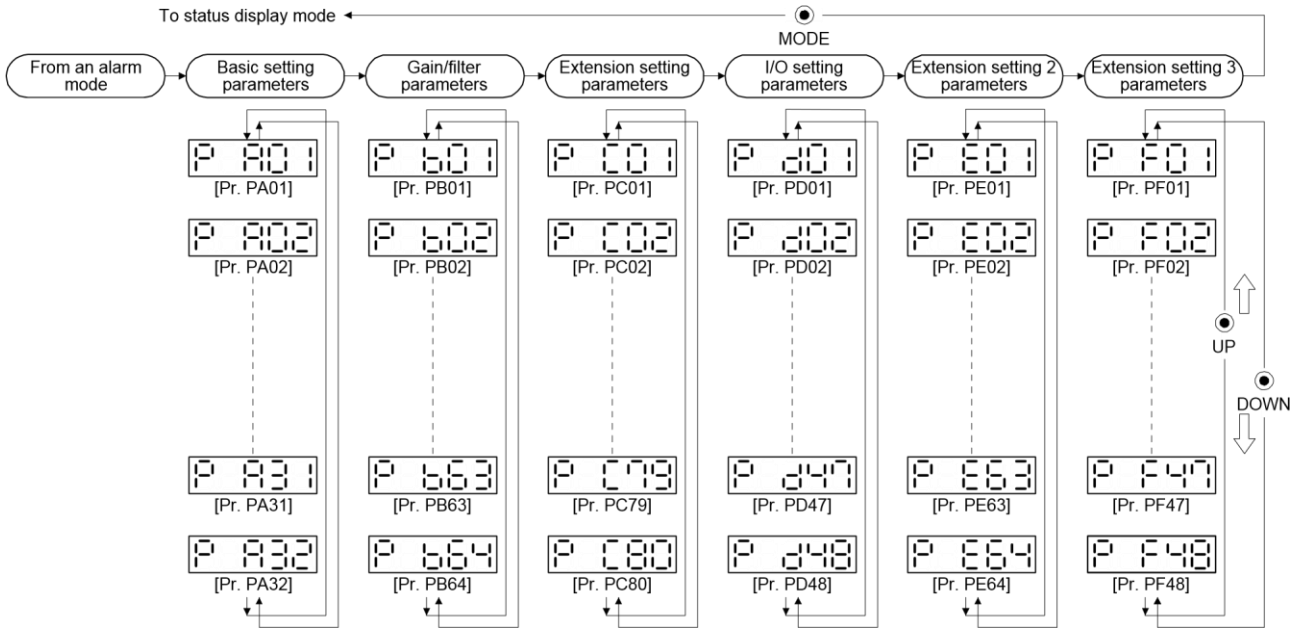 To status display mode
MODE
From an alarm
mode
Basic setting
parameters
Gain/filter
parameters
Extension setting
parameters
I/O setting
parameters
Extension setting 2
parameters
Extension setting 3
parameters
P A01 P b01 P C01 P d01 P E01 P F01
[Pr. PA01] [Pr. PB01] [Pr. PC01] [Pr. PD01] [Pr. PE01] [Pr. PF01]
P A02 P b02 P C02 P d02 P E02 P F02
[Pr. PA02] [Pr. PB02] [Pr. PC02] [Pr. PD02] [Pr. PE02] [Pr. PF02]
UP
DOWN
P A31 P b63 P C79 P d47 P E63 P F47
[Pr. PA31] [Pr. PB63] [Pr. PC79] [Pr. PD47] [Pr. PE63] [Pr. PF47]
P A32 P b64 P C80 P d48 P E64 P F48
[Pr. PA32] [Pr. PB64] [Pr. PC80] [Pr. PD48] [Pr. PE64] [Pr. PF48]